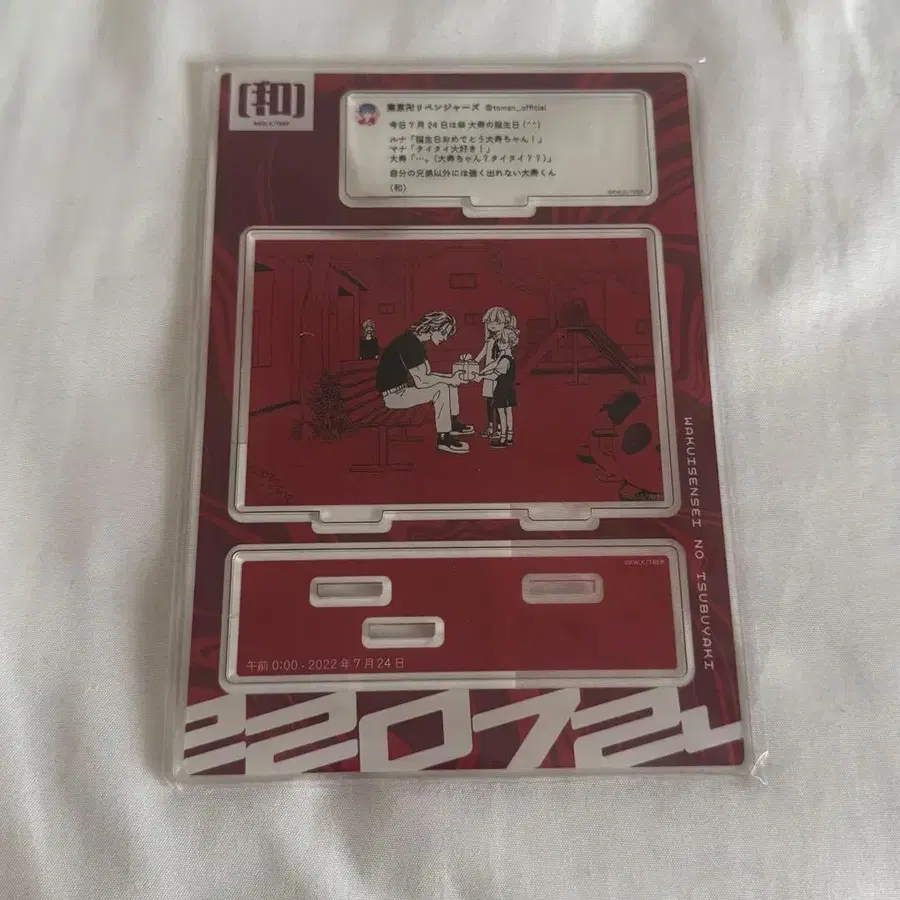 (和)
東京卍リベンジャーズ @toman_official
今日7月24日は柴 大寿の誕生日(^^)
ルナ「誕生日おめでとう大寿ちゃん!」
マナ「タイタイ大好き!」
大寿「…。(大寿ちゃん?タイタイ??)」
自分の兄弟以外には強く出れない大寿くん
(和)
WAKUISENSEI NO TSUBUYAKI
©KW,K/TBER
午前 0:00 - 2022年7月24日
220724